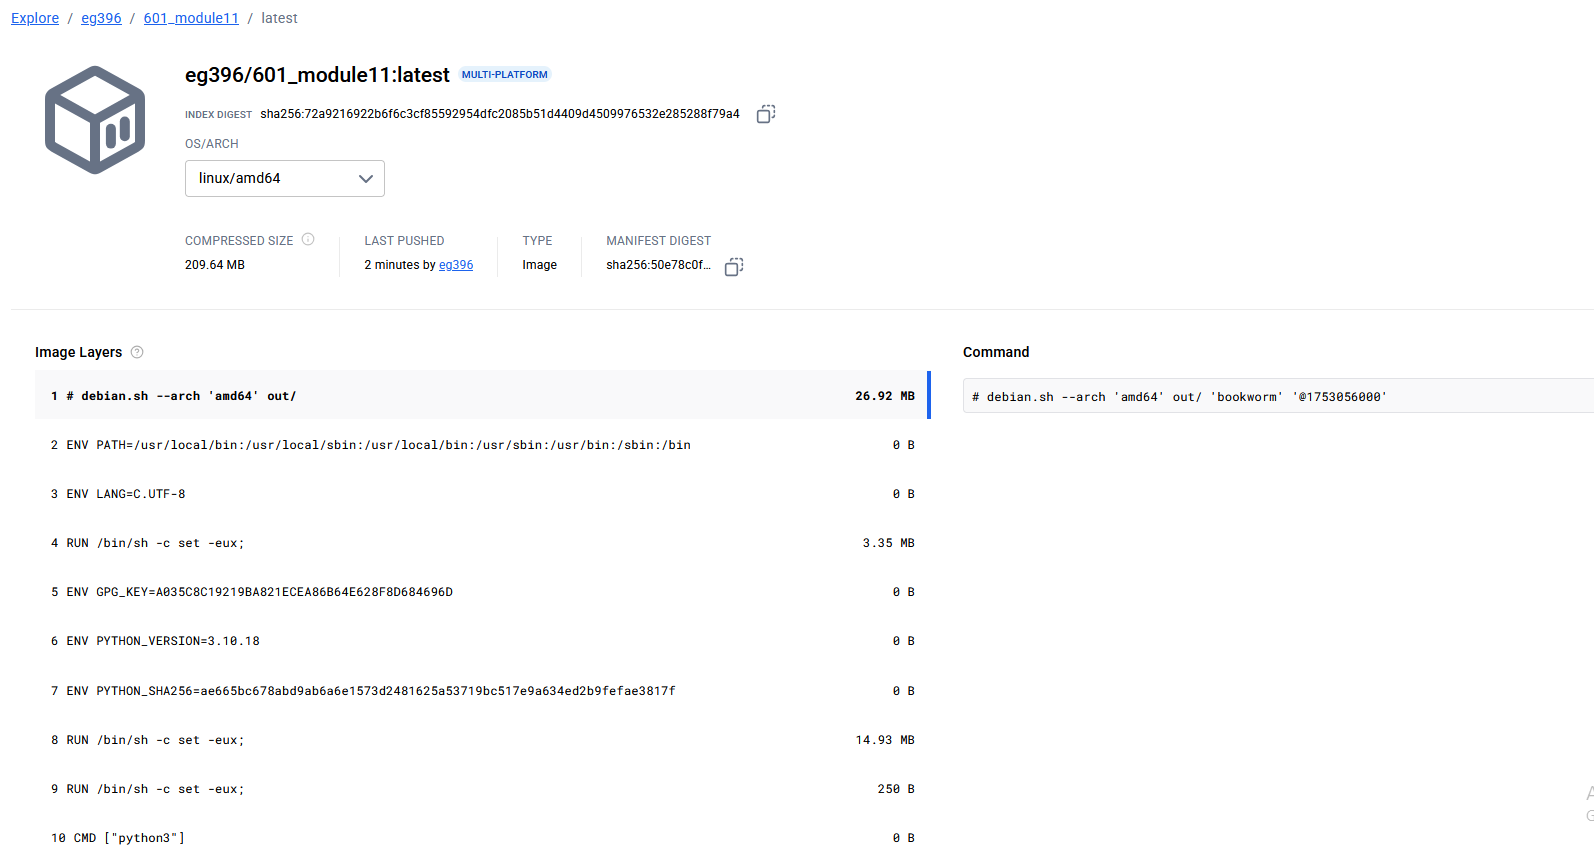 Explore / eg396 / 601_module11 / latest
eg396/601_module11:latest MULTI-PLATFORM
INDEX DIGEST sha256:72a9216922b6f6c3cf85592954dfc2085b51d4409d4509976532e285288f79a4
OS/ARCH
linux/amd64
COMPRESSED SIZE LAST PUSHED TYPE MANIFEST DIGEST
209.64 MB 2 minutes by eg396 Image sha256:50e78c0f...
Image Layers Command
1 # debian.sh --arch 'amd64' out/ 26.92 MB # debian.sh --arch 'amd64' out/ 'bookworm' '@1753056000'
2 ENV PATH=/usr/local/bin:/usr/local/sbin:/usr/local/bin:/usr/sbin:/usr/bin:/sbin:/bin 0 B
3 ENV LANG=C.UTF-8 0 B
4 RUN /bin/sh -c set -eux; 3.35 MB
5 ENV GPG_KEY=A035C8C19219BA821ECEA86B64E628F8D684696D 0 B
6 ENV PYTHON_VERSION=3.10.18 0 B
7 ENV PYTHON_SHA256=ae665bc678abd9ab6a6e1573d2481625a53719bc517e9a634ed2b9fefae3817f 0 B
8 RUN /bin/sh -c set -eux; 14.93 MB
9 RUN /bin/sh -c set -eux; 250 B
10 CMD ["python3"] 0 B